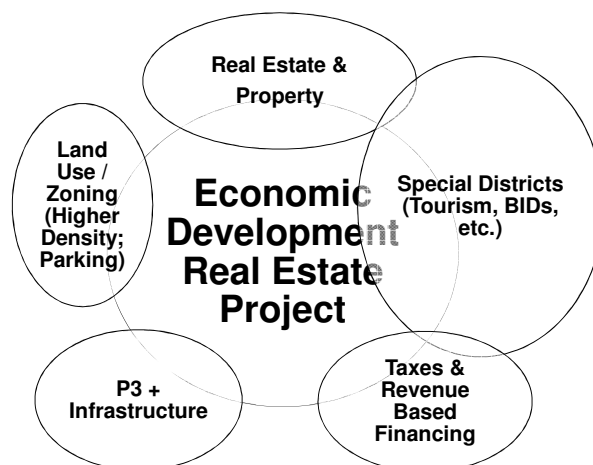 Real Estate &
Property
Land
Use /
Zoning
(Higher
Density;
Parking)
Economic
Development
Real Estate
Project
Special Districts
(Tourism, BIDs,
etc.)
P3 +
Infrastructure
Taxes &
Revenue
Based
Financing